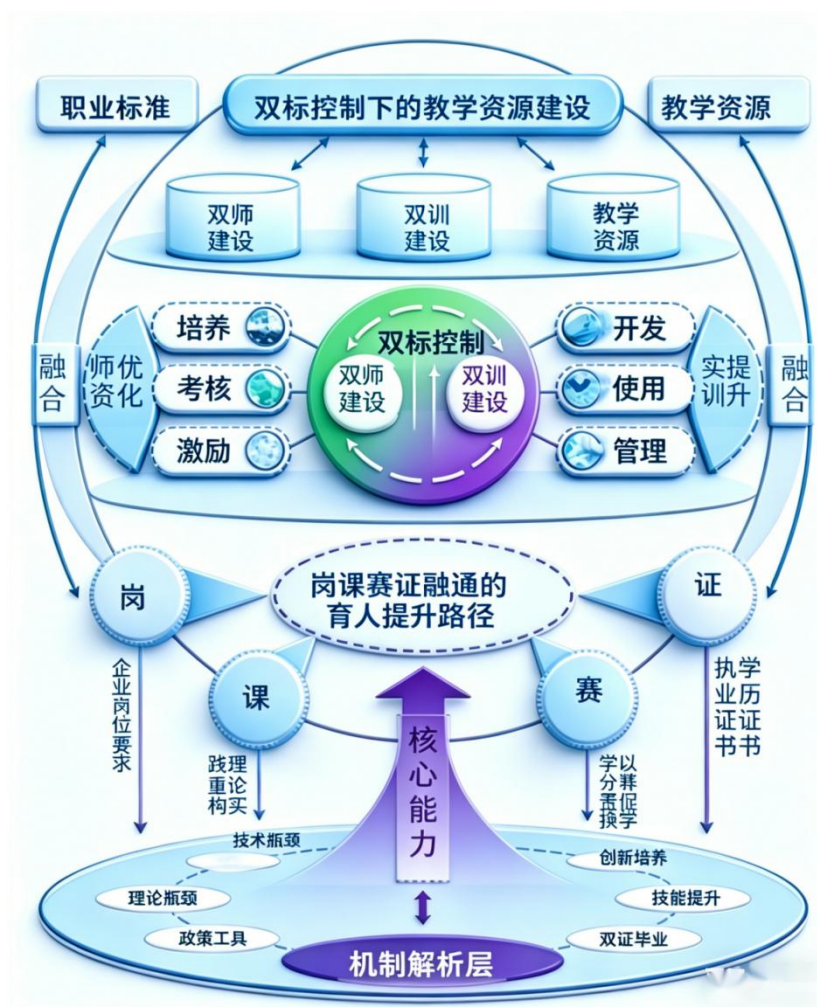 职业标准
双标控制下的教学资源建设
教学资源
双师
建设
双训
建设
教学
资源
融合
师资
优化
培养
考核
激励
双标控制
双师
建设
双训
建设
开发
使用
管理
实训
提升
融合
岗
岗课赛证融通的
育人提升路径
证
课
赛
企业岗位要求
践重构
理论实
核心能力
学分
换
以
促学
执业证书
学历证书
技术瓶颈
创新培养
理论瓶颈
技能提升
政策工具
双证毕业
机制解析层